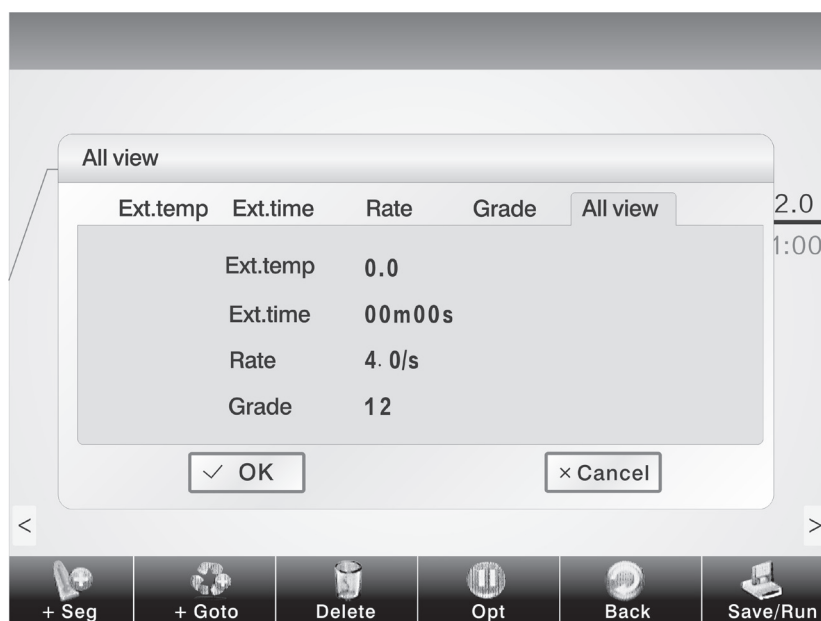 All view
Ext.temp Ext.time Rate Grade All view
2.0
1:00
Ext.temp 0.0
Ext.time 00m00s
Rate 4.0/s
Grade 12
✓ OK × Cancel
< >
+ Seg + Goto Delete Opt Back Save/Run